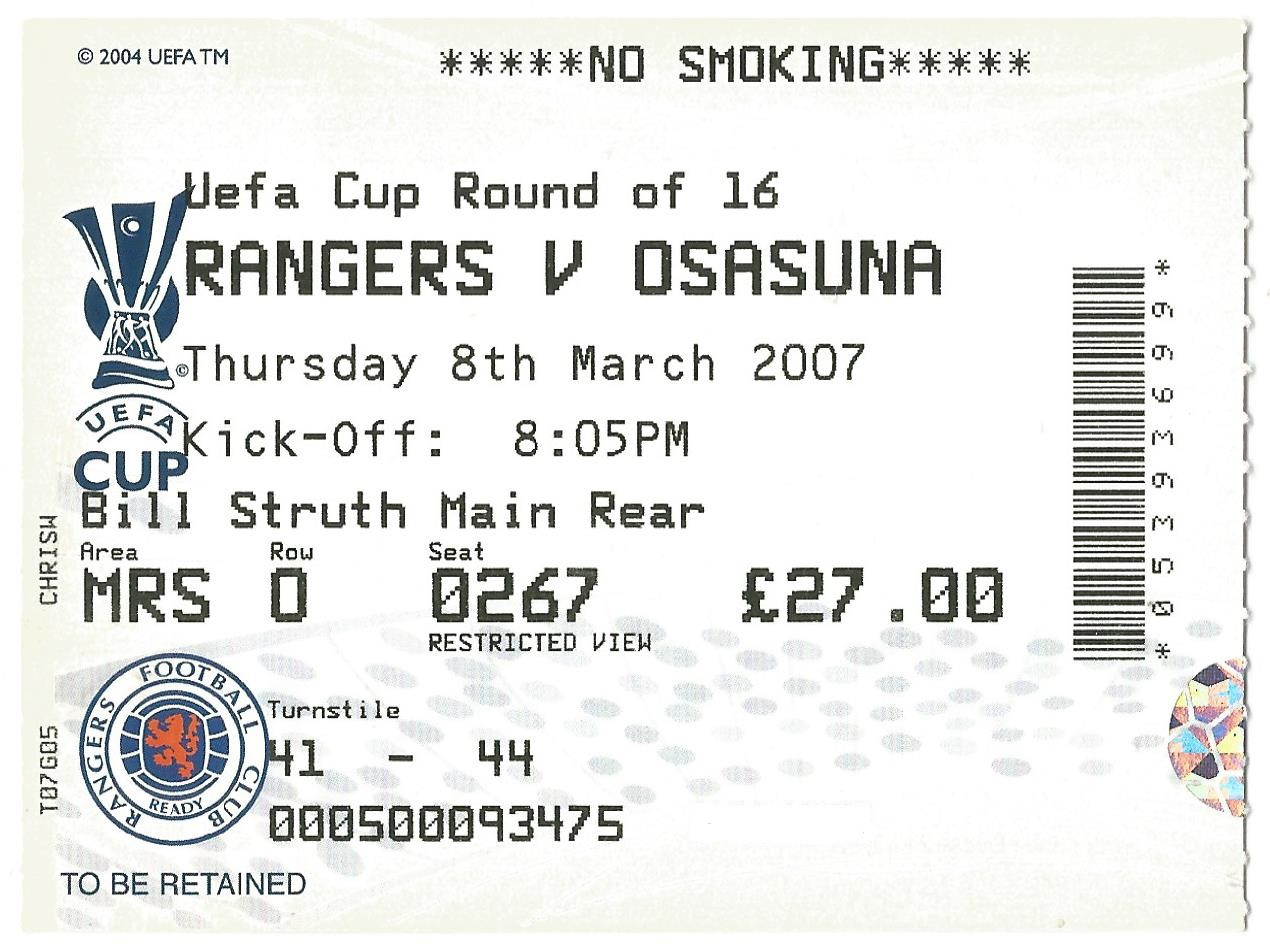 © 2004 UEFA TM
*****NO SMOKING*****
Uefa Cup Round of 16
RANGERS V OSASUNA
©Thursday 8th March 2007
UEFA
CUP
Kick-Off: 8:05PM
Bill Struth Main Rear
Area Row Seat
MRS O 0267 £27.00
RESTRICTED VIEW
RANGERS FOOTBALL CLUB
READY
Turnstile
41 - 44
000500093475
TO BE RETAINED
CHRISW
T07G05
*0539369​9*